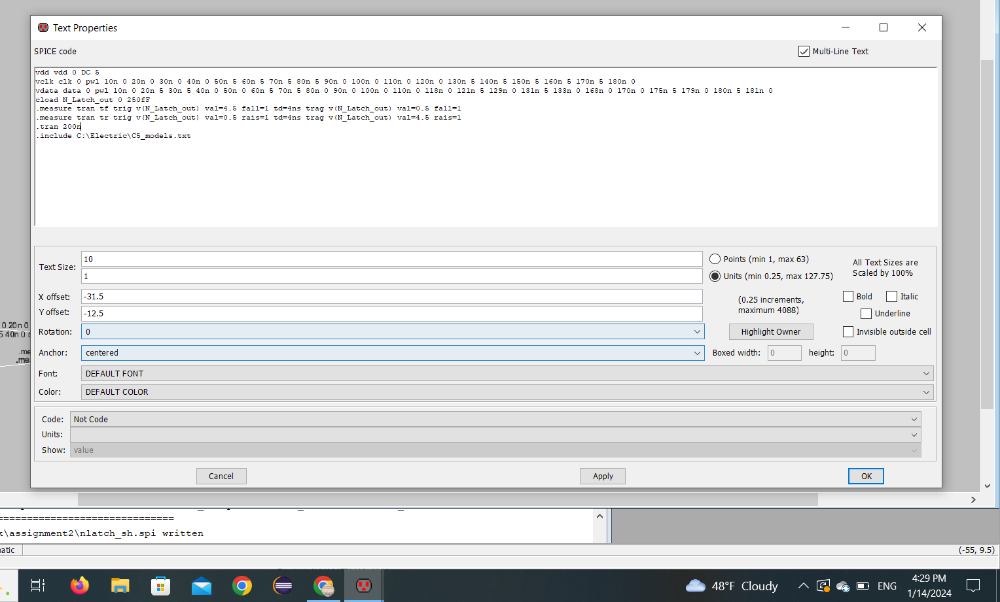 Text Properties
SPICE code
Multi-Line Text
vdd vdd 0 DC 5
vclk clk 0 pwl 10n 0 20n 0 30n 0 40n 0 50n 5 60n 5 70n 5 80n 5 90n 0 100n 0 110n 0 120n 0 130n 5 140n 5 150n 5 160n 5 170n 5 180n 0
vdata data 0 pwl 10n 0 20n 5 30n 5 40n 0 50n 0 60n 5 70n 5 80n 0 90n 0 100n 0 110n 0 118n 0 121n 5 129n 0 131n 5 133n 0 168n 0 170n 0 175n 5 179n 0 180n 5 181n 0
cload N_Latch_out 0 250fF
.measure tran tf trig v(N_Latch_out) val=4.5 fall=1 td=4ns trag v(N_Latch_out) val=0.5 fall=1
.measure tran tr trig v(N_Latch_out) val=0.5 rais=1 td=4ns trag v(N_Latch_out) val=4.5 rais=1
.tran 200n
.include C:\Electric\C5_models.txt
Text Size:
10
1
Points (min 1, max 63)
Units (min 0.25, max 127.75)
All Text Sizes are
Scaled by 100%
X offset:
-31.5
Y offset:
-12.5
(0.25 increments,
maximum 4088)
Bold
Italic
Underline
0 20n 0
5 40n 0
Rotation:
0
Highlight Owner
Invisible outside cell
.me
.mea
Anchor:
centered
Boxed width:
0
height:
0
Font:
DEFAULT FONT
Color:
DEFAULT COLOR
Code:
Not Code
Units:
Show:
value
Cancel
Apply
OK
==============================
\assignment2\nlatch_sh.spi written
atic
(-55, 9.5)
48°F Cloudy
ENG
4:29 PM
1/14/2024